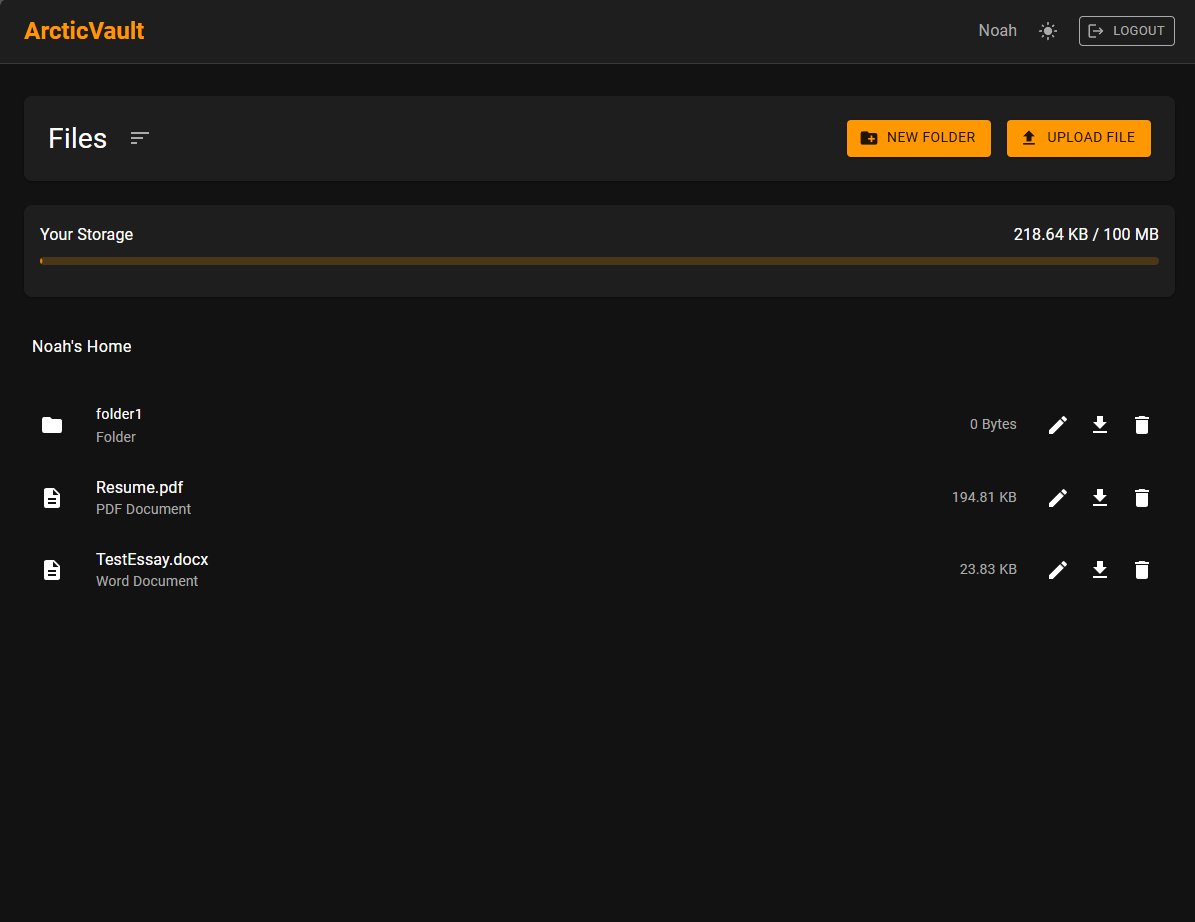 ArcticVault
Noah
LOGOUT
Files
NEW FOLDER
UPLOAD FILE
Your Storage
218.64 KB / 100 MB
Noah's Home
folder1
Folder
0 Bytes
Resume.pdf
PDF Document
194.81 KB
TestEssay.docx
Word Document
23.83 KB